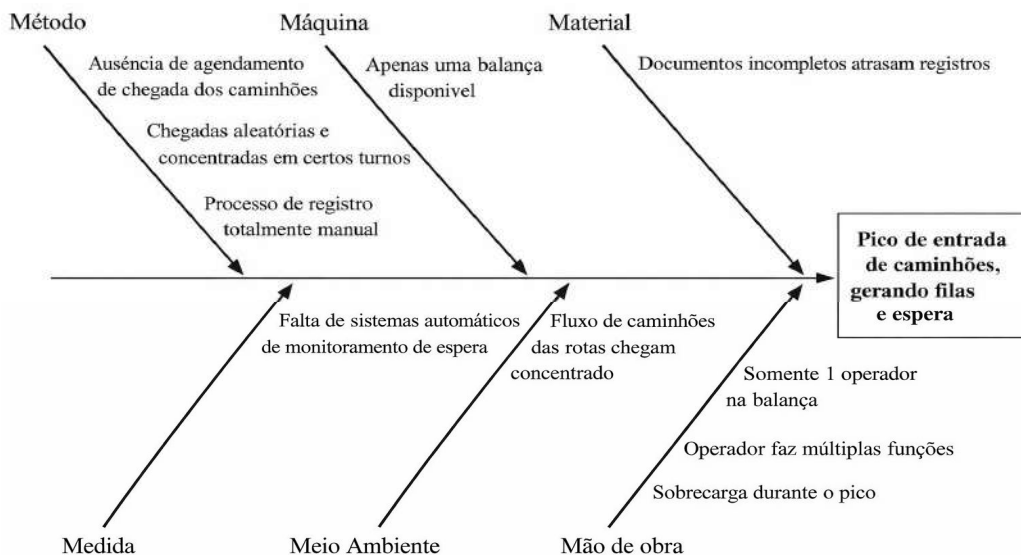 Método
Máquina
Material
Auséncia de agendamento
de chegada dos caminhões
Chegadas aleatórias e
concentradas em certos turnos
Processo de registro
totalmente manual
Apenas uma balança
disponivel
Documentos incompletos atrasam registros
Pico de entrada
de caminhões,
gerando filas
e espera
Falta de sistemas automáticos
de monitoramento de espera
Fluxo de caminhões
das rotas chegam
concentrado
Somente 1 operador
na balança
Operador faz múltiplas funções
Sobrecarga durante o pico
Medida
Meio Ambiente
Mão de obra